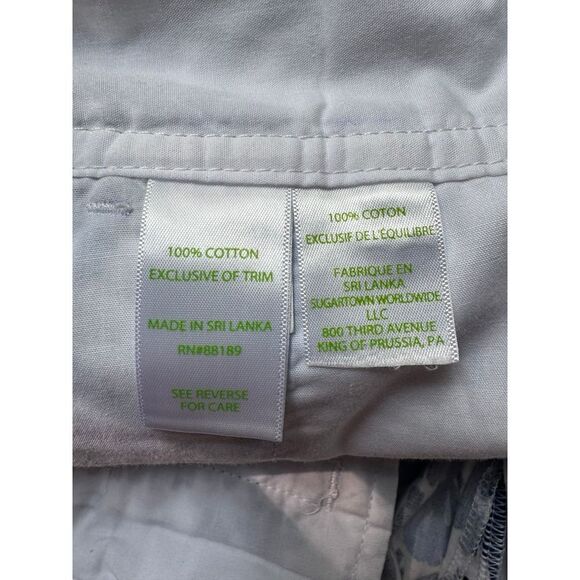 100% COTTON
EXCLUSIVE OF TRIM
MADE IN SRI LANKA
RN#88189
SEE REVERSE
FOR CARE
100% COTON
EXCLUSIF DE L'ÉQUILIBRE
FABRIQUE EN
SRI LANKA
SUGARTOWN WORLDWIDE
LLC
800 THIRD AVENUE
KING OF PRUSSIA, PA